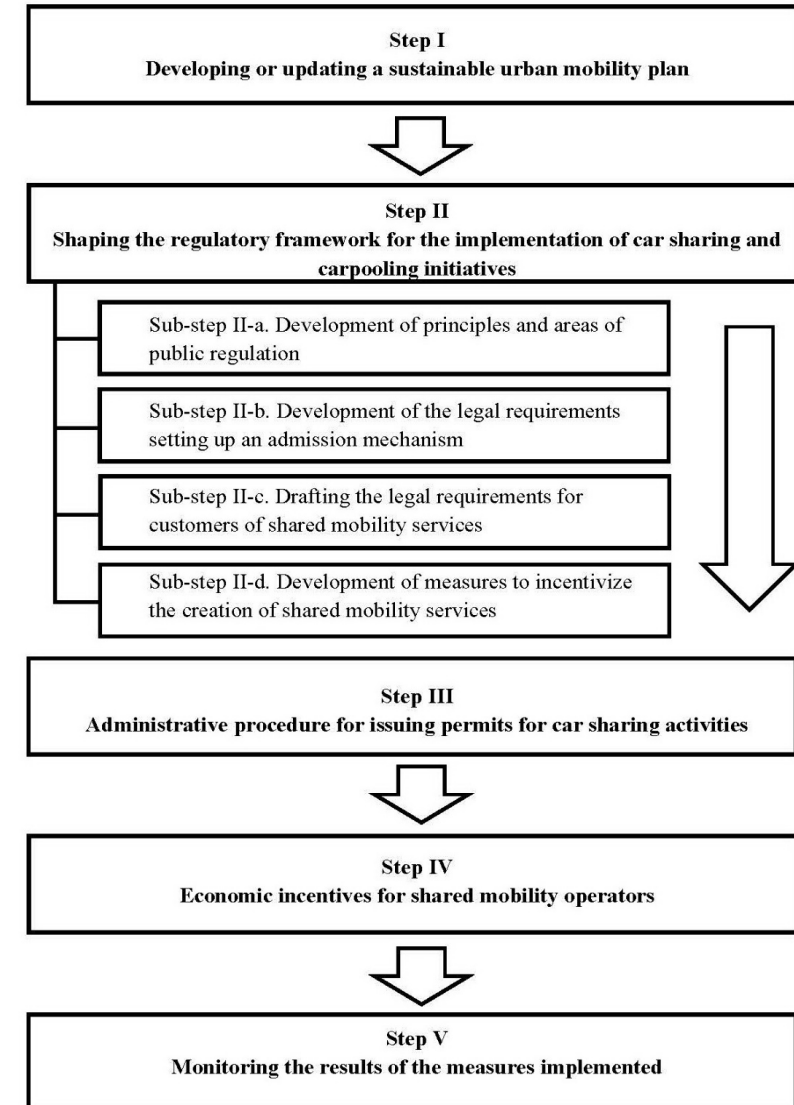 Step I
Developing or updating a sustainable urban mobility plan
Step II
Shaping the regulatory framework for the implementation of car sharing and
carpooling initiatives
Sub-step II-a. Development of principles and areas of
public regulation
Sub-step II-b. Development of the legal requirements
setting up an admission mechanism
Sub-step II-c. Drafting the legal requirements for
customers of shared mobility services
Sub-step II-d. Development of measures to incentivize
the creation of shared mobility services
Step III
Administrative procedure for issuing permits for car sharing activities
Step IV
Economic incentives for shared mobility operators
Step V
Monitoring the results of the measures implemented